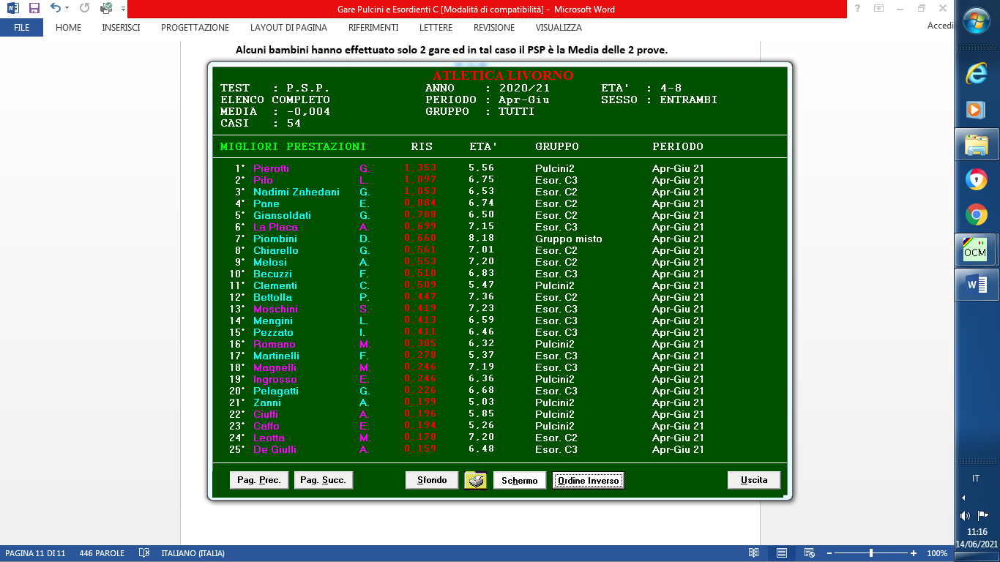 Gare Pulcini e Esordienti C [Modalità di compatibilità] - Microsoft Word
FILE HOME INSERISCI PROGETTAZIONE LAYOUT DI PAGINA RIFERIMENTI LETTERE REVISIONE VISUALIZZA Accedi
Alcuni bambini hanno effettuato solo 2 gare ed in tal caso il PSP è la Media delle 2 prove.
ATLETICA LIVORNO
TEST : P.S.P. ANNO : 2020/21 ETA' : 4-8
ELENCO COMPLETO PERIODO : Apr-Giu SESSO : ENTRAMBI
MEDIA : -0,004 GRUPPO : TUTTI
CASI : 54
MIGLIORI PRESTAZIONI RIS ETA' GRUPPO PERIODO
1° Pierotti G. 1,353 5,56 Pulcini2 Apr-Giu 21
2° Pilo L. 1,097 6,75 Esor. C3 Apr-Giu 21
3° Nadimi Zahedani G. 1,053 6,53 Esor. C2 Apr-Giu 21
4° Pane E. 0,884 6,74 Esor. C2 Apr-Giu 21
5° Giansoldati G. 0,788 6,50 Esor. C2 Apr-Giu 21
6° La Placa A. 0,699 7,15 Esor. C3 Apr-Giu 21
7° Piombini D. 0,660 8,18 Gruppo misto Apr-Giu 21
8° Chiarello G. 0,561 7,01 Esor. C2 Apr-Giu 21
9° Melosi A. 0,553 7,20 Esor. C2 Apr-Giu 21
10° Becuzzi F. 0,510 6,83 Esor. C3 Apr-Giu 21
11° Clementi C. 0,509 5,47 Pulcini2 Apr-Giu 21
12° Bettolla P. 0,447 7,36 Esor. C2 Apr-Giu 21
13° Moschini S. 0,419 7,23 Esor. C3 Apr-Giu 21
14° Mengini L. 0,413 6,59 Esor. C3 Apr-Giu 21
15° Pezzato I. 0,411 6,46 Esor. C3 Apr-Giu 21
16° Romano M. 0,385 6,32 Pulcini2 Apr-Giu 21
17° Martinelli F. 0,278 5,37 Esor. C3 Apr-Giu 21
18° Magnelli M. 0,246 7,19 Esor. C3 Apr-Giu 21
19° Ingrosso E. 0,246 6,36 Pulcini2 Apr-Giu 21
20° Pelagatti G. 0,226 6,68 Esor. C3 Apr-Giu 21
21° Zanni A. 0,199 5,03 Pulcini2 Apr-Giu 21
22° Ciuffi A. 0,196 5,85 Pulcini2 Apr-Giu 21
23° Caffo E. 0,194 5,26 Pulcini2 Apr-Giu 21
24° Leotta M. 0,178 7,20 Esor. C2 Apr-Giu 21
25° De Giulli A. 0,159 6,48 Esor. C3 Apr-Giu 21
Pag. Prec. Pag. Succ. Sfondo Schermo Ordine Inverso Uscita
OCM
IT
11:16
14/06/2021
PAGINA 11 DI 11 446 PAROLE ITALIANO (ITALIA) 100%